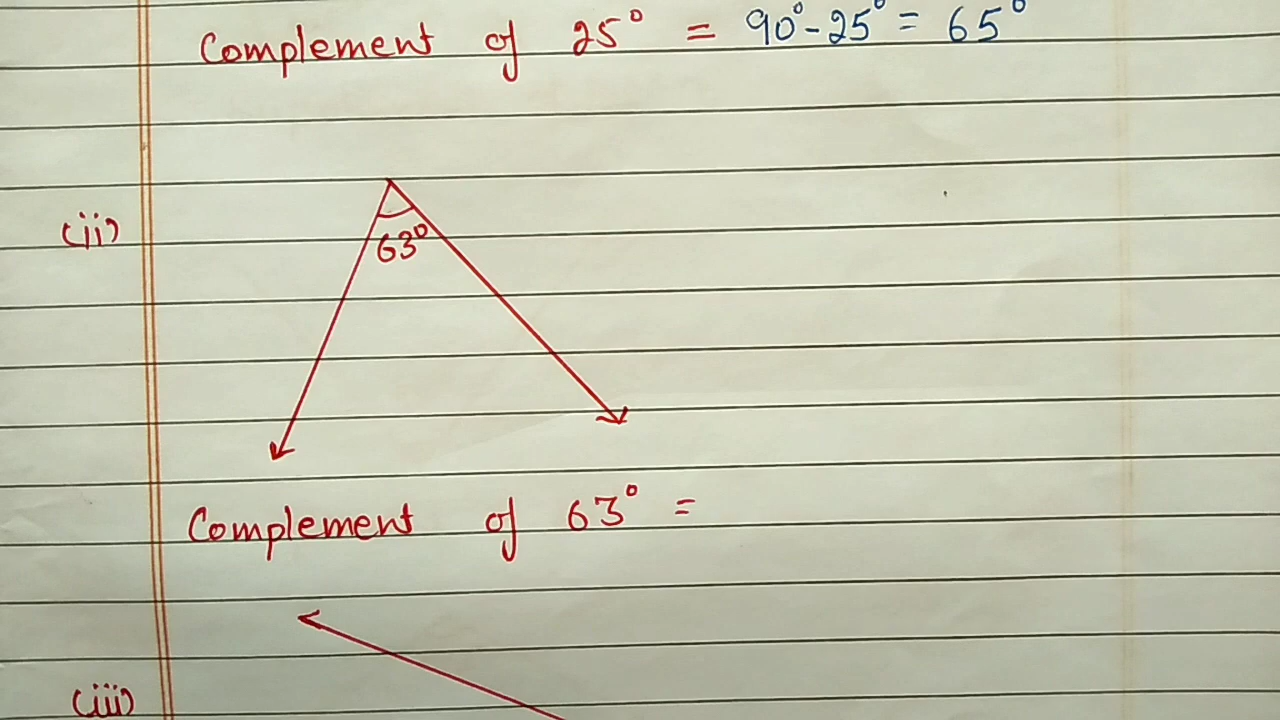 Complement of 25° = 90°-25° = 65°
(ii)
63°
Complement of 63° =
(iii)